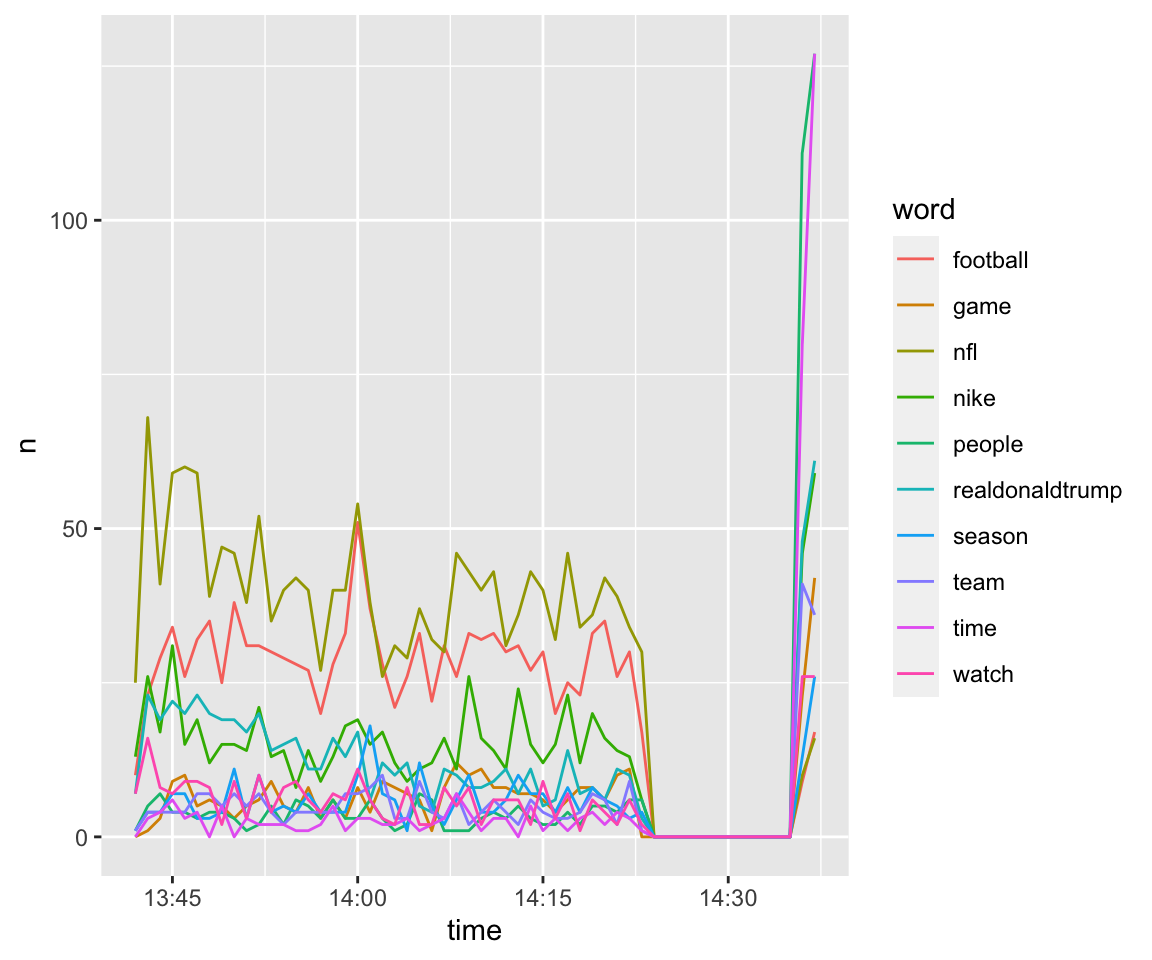 100
50
0
n
13:45 14:00 14:15 14:30
time
word
football
game
nfl
nike
people
realdonaldtrump
season
team
time
watch